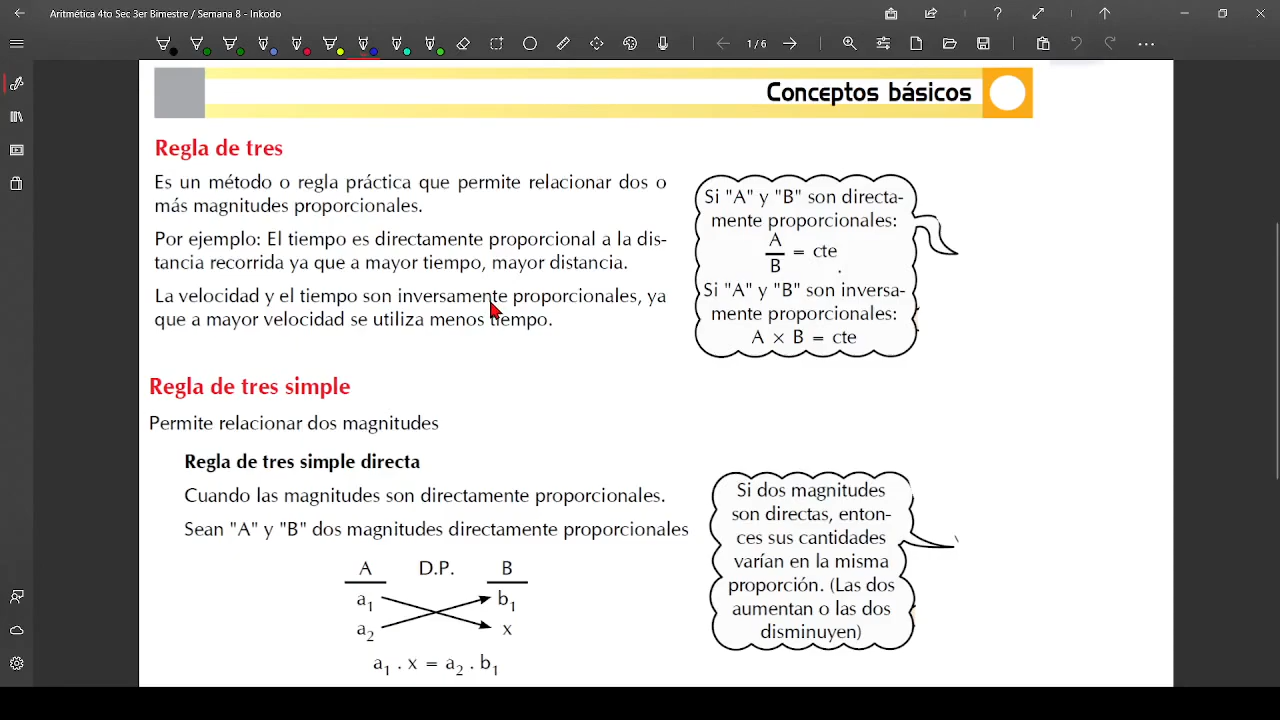 Aritmética 4to Sec 3er Bimestre / Semana 8 - Inkodo
1/6
Conceptos básicos
Regla de tres
Es un método o regla práctica que permite relacionar dos o
más magnitudes proporcionales.
Por ejemplo: El tiempo es directamente proporcional a la dis-
tancia recorrida ya que a mayor tiempo, mayor distancia.
La velocidad y el tiempo son inversamente proporcionales, ya
que a mayor velocidad se utiliza menos tiempo.
Si "A" y "B" son directa-
mente proporcionales:
A
B
= cte
.
Si "A" y "B" son inversa-
mente proporcionales:
A × B = cte
Regla de tres simple
Permite relacionar dos magnitudes
Regla de tres simple directa
Cuando las magnitudes son directamente proporcionales.
Sean "A" y "B" dos magnitudes directamente proporcionales
A D.P. B
a₁ b₁
a₂ x
a₁ . x = a₂ . b₁
Si dos magnitudes
son directas, enton-
ces sus cantidades
varían en la misma
proporción. (Las dos
aumentan o las dos
disminuyen)